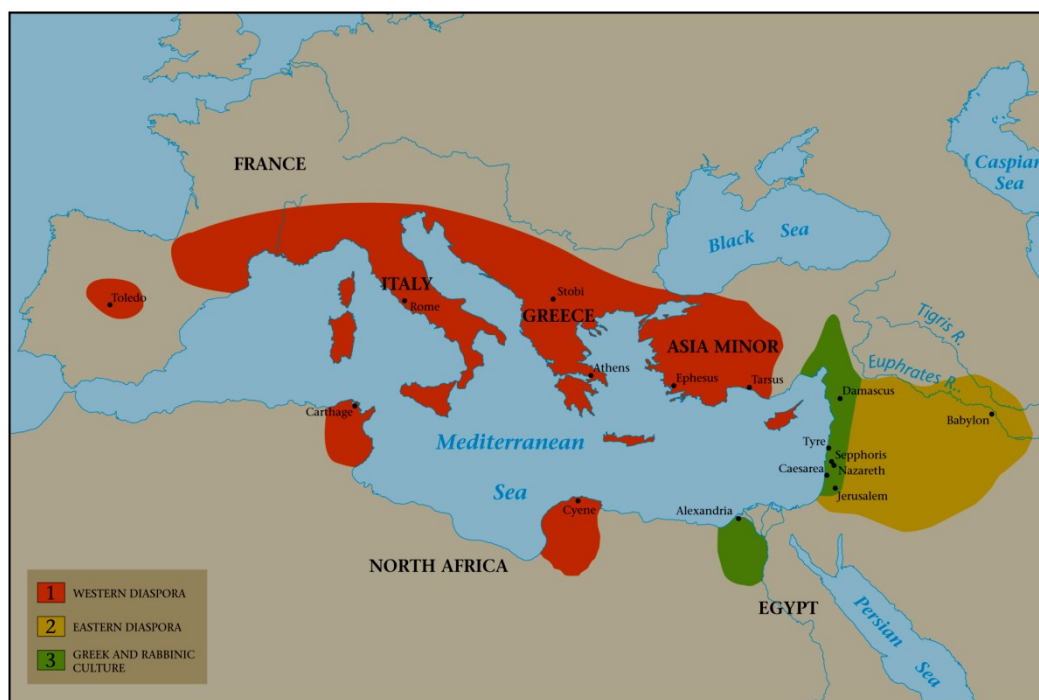 FRANCE
Caspian
Sea
Black Sea
Toledo
ITALY
Rome
Stobi
GREECE
Tigris R.
ASIA MINOR
Euphrates R..
Athens
Ephesus
Tarsus
Damascus
Carthage
Babylon
Mediterranean
Sea
Tyre
Sepphoris
Caesarea
Nazareth
Jerusalem
Cyene
Alexandria
NORTH AFRICA
EGYPT
Persian
Sea
1 WESTERN DIASPORA
2 EASTERN DIASPORA
3 GREEK AND RABBINIC
CULTURE